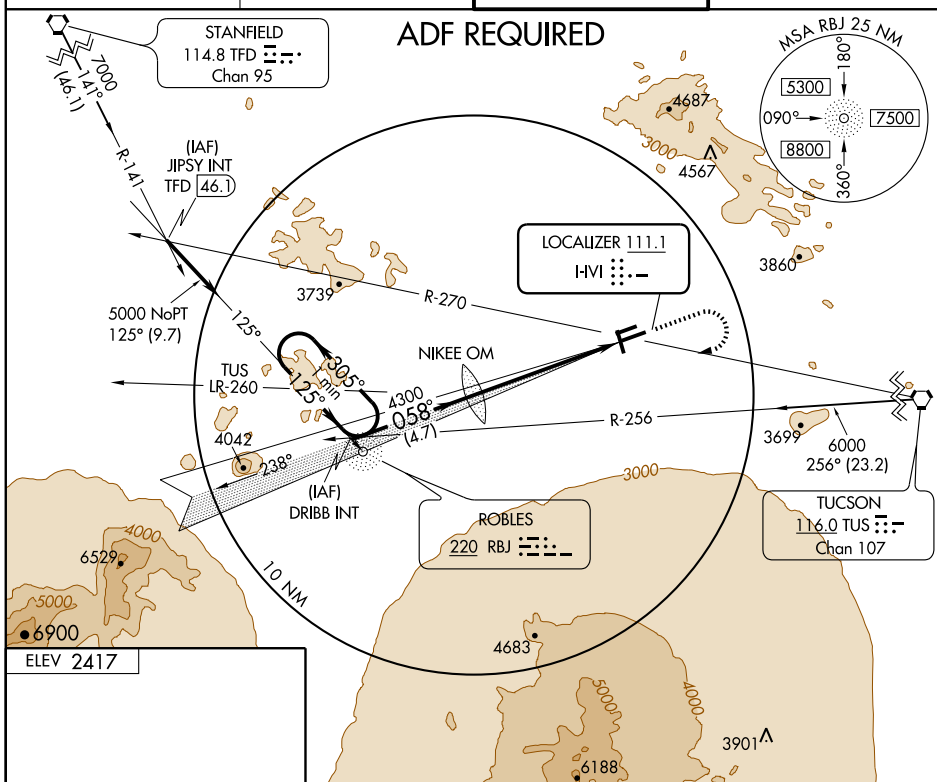 ADF REQUIRED
STANFIELD
114.8 TFD
Chan 95
7000
141°
(46.1)
R-141
(IAF)
JIPSY INT
TFD 46.1
5000 NoPT
125° (9.7)
125°
MSA RBJ 25 NM
180°
5300
090°
7500
8800
360°
4687
3000
4567
3860
LOCALIZER 111.1
I-IVI
3739
R-270
NIKEE OM
TUS
LR-260
305°
1 min
125°
4300
058°
(4.7)
R-256
3699
6000
256° (23.2)
4042
238°
(IAF)
DRIBB INT
ROBLES
220 RBJ
TUCSON
116.0 TUS
Chan 107
3000
4000
6529
5000
6900
10 NM
4683
ELEV 2417
5000
4000
3901
6188